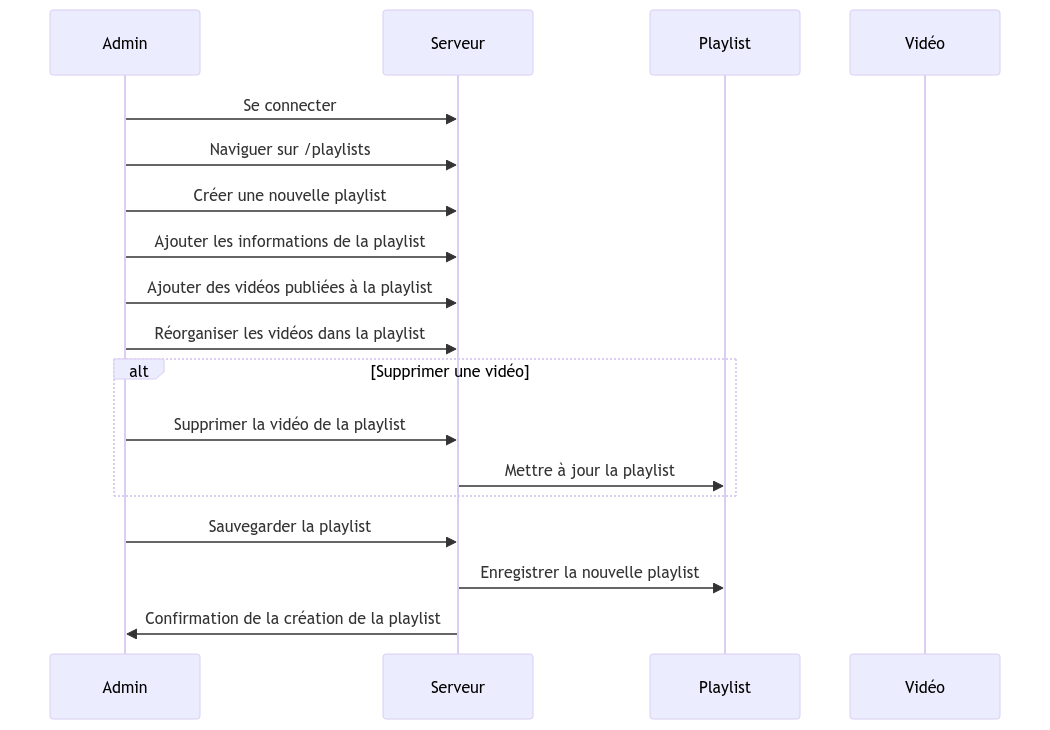 Admin
Serveur
Playlist
Vidéo
Se connecter
Naviguer sur /playlists
Créer une nouvelle playlist
Ajouter les informations de la playlist
Ajouter des vidéos publiées à la playlist
Réorganiser les vidéos dans la playlist
alt
[Supprimer une vidéo]
Supprimer la vidéo de la playlist
Mettre à jour la playlist
Sauvegarder la playlist
Enregistrer la nouvelle playlist
Confirmation de la création de la playlist
Admin
Serveur
Playlist
Vidéo